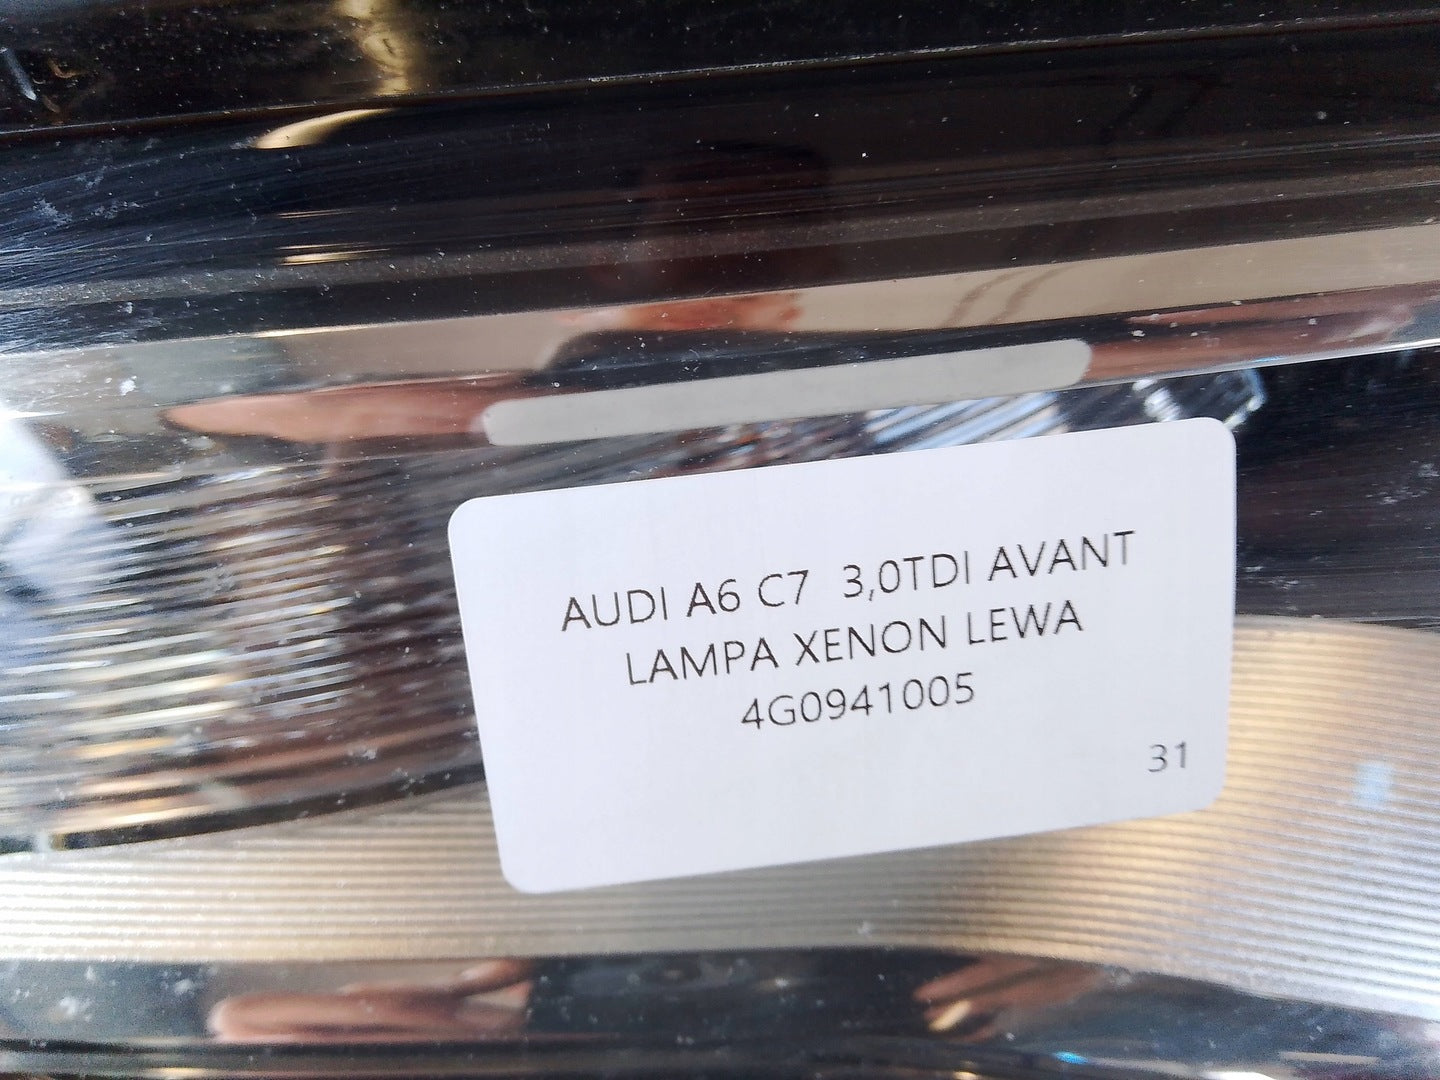 AUDI A6 C7 3,0TDI AVANT
LAMPA XENON LEWA
4G0941005
31